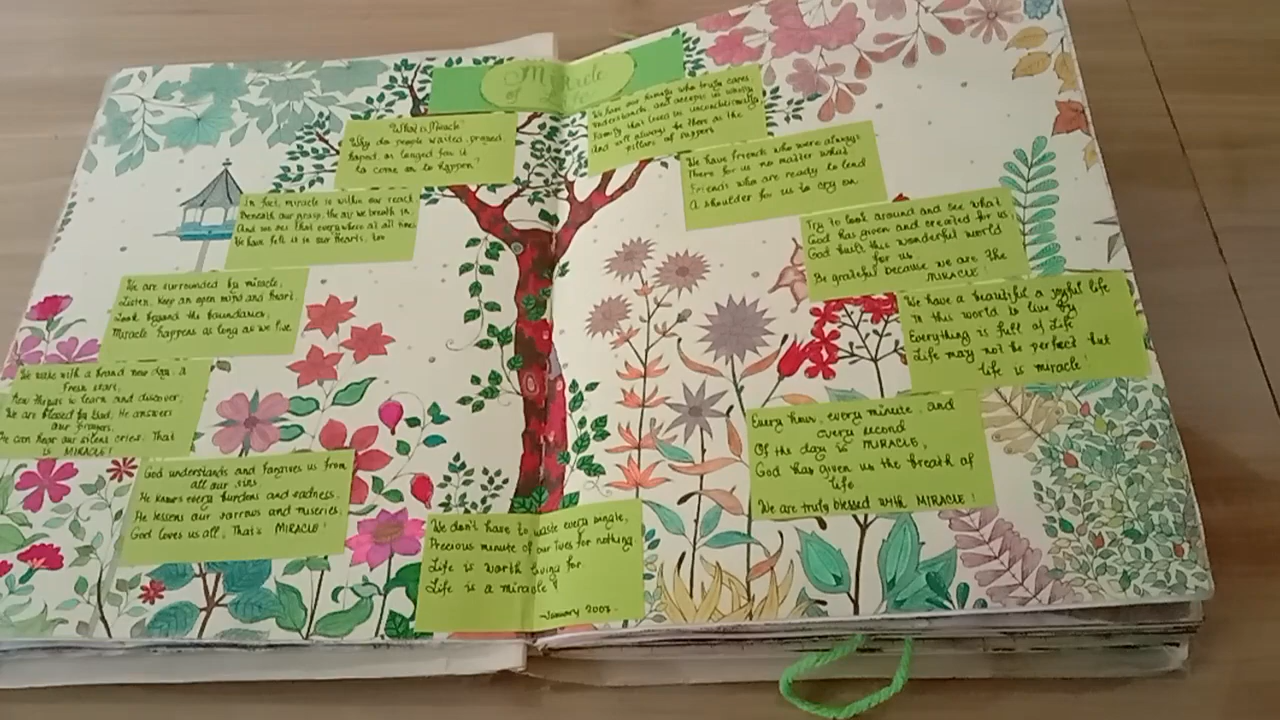 Miracle
of
What is Miracle?
Why do people waited, prayed,
hoped, or longed for it
to come or to happen?
In fact, miracle is within our reach
Beneath our grasp, the air we breath in
And we see that everywhere at all times
We have felt it in our hearts, too
We are surrounded by miracle,
Listen, keep an open mind and heart,
Look beyond the boundaries,
Miracle happens as long as we live
We wake with a brand new day, a
Fresh start,
New things to learn and discover,
We are blessed by God, He answers
our prayers
He can hear our silent cries. That
is MIRACLE!
God understands and forgives us from
all our sins.
He knows every burdens and sadness,
He lessens our sorrows and miseries,
God loves us all, That's MIRACLE!
We don't have to waste every single,
Precious minute of our lives for nothing.
Life is worth living for
Life is a miracle!
-January 2007.
We have our family who truly cares,
understands, and accepts us wholly
Family that loves us unconditionally
And will always be there as the
pillars of support
We have friends who were always
There for us no matter what
Friends who are ready to lend
A shoulder for us to cry on
Try to look around and see what
God has given and created for us,
God built this wonderful world
for us
Be grateful because we are the
MIRACLE!
We have a beautiful a joyful life
In this world to live by
Everything is full of life
Life may not be perfect but
life is miracle!
Every hour, every minute, and
every second
Of the day is MIRACLE,
God has given us the breath of
life
We are truly blessed with MIRACLE!